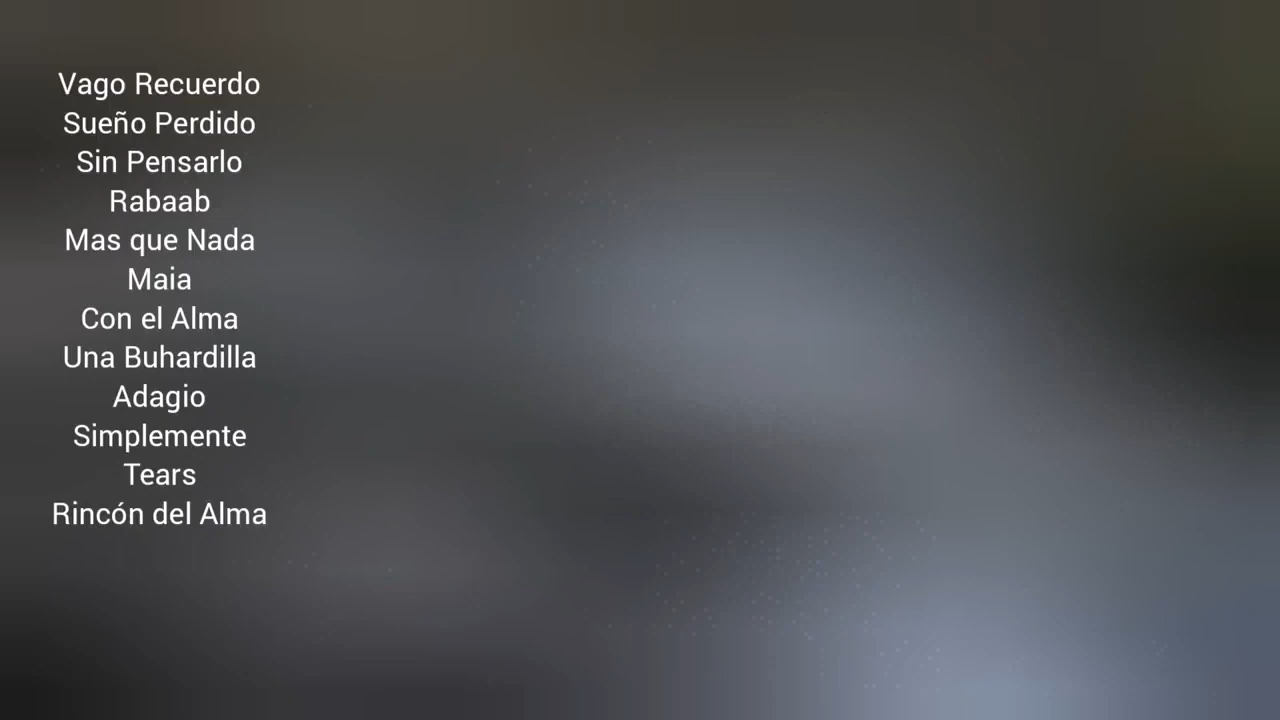 Vago Recuerdo
Sueño Perdido
Sin Pensarlo
Rabaab
Mas que Nada
Maia
Con el Alma
Una Buhardilla
Adagio
Simplemente
Tears
Rincón del Alma